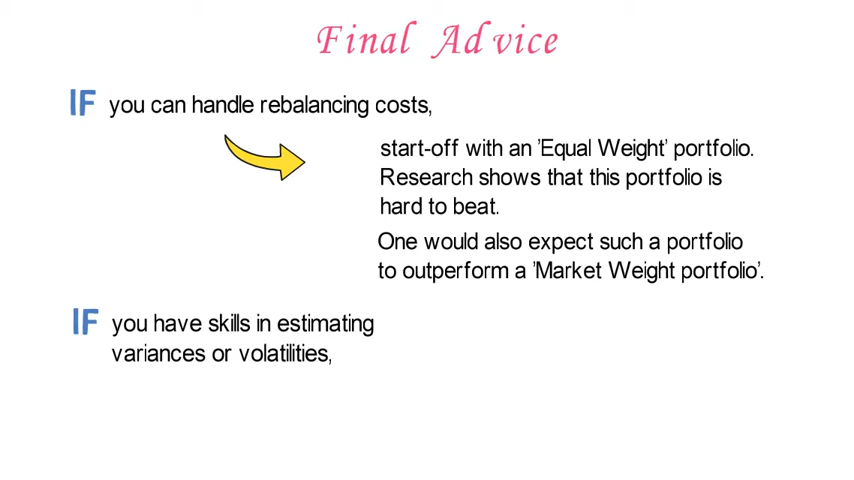 Final Advice
IF you can handle rebalancing costs,
start-off with an 'Equal Weight' portfolio.
Research shows that this portfolio is
hard to beat.
One would also expect such a portfolio
to outperform a 'Market Weight portfolio'.
IF you have skills in estimating
variances or volatilities,